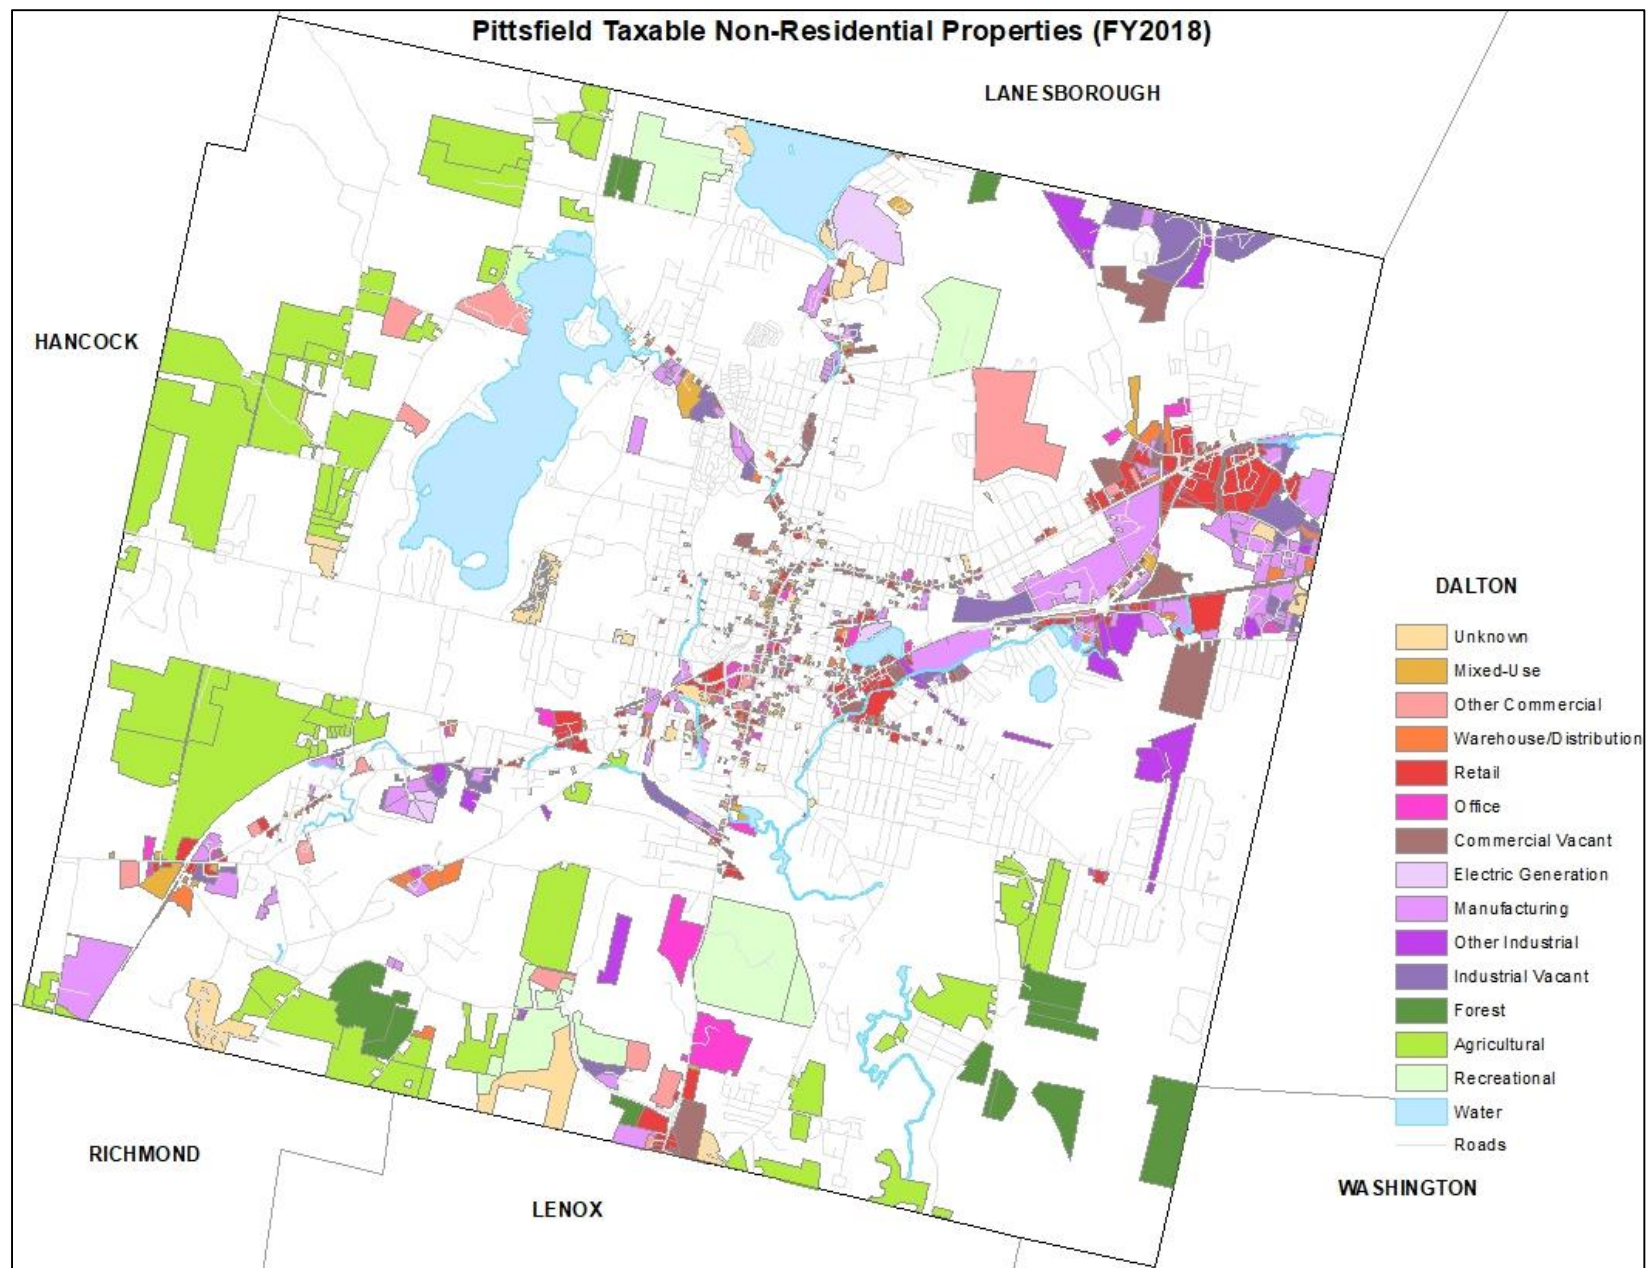 Pittsfield Taxable Non-Residential Properties (FY2018)
LANESBOROUGH
HANCOCK
DALTON
Unknown
Mixed-Use
Other Commercial
Warehouse/Distribution
Retail
Office
Commercial Vacant
Electric Generation
Manufacturing
Other Industrial
Industrial Vacant
Forest
Agricultural
Recreational
Water
Roads
RICHMOND
WASHINGTON
LENOX